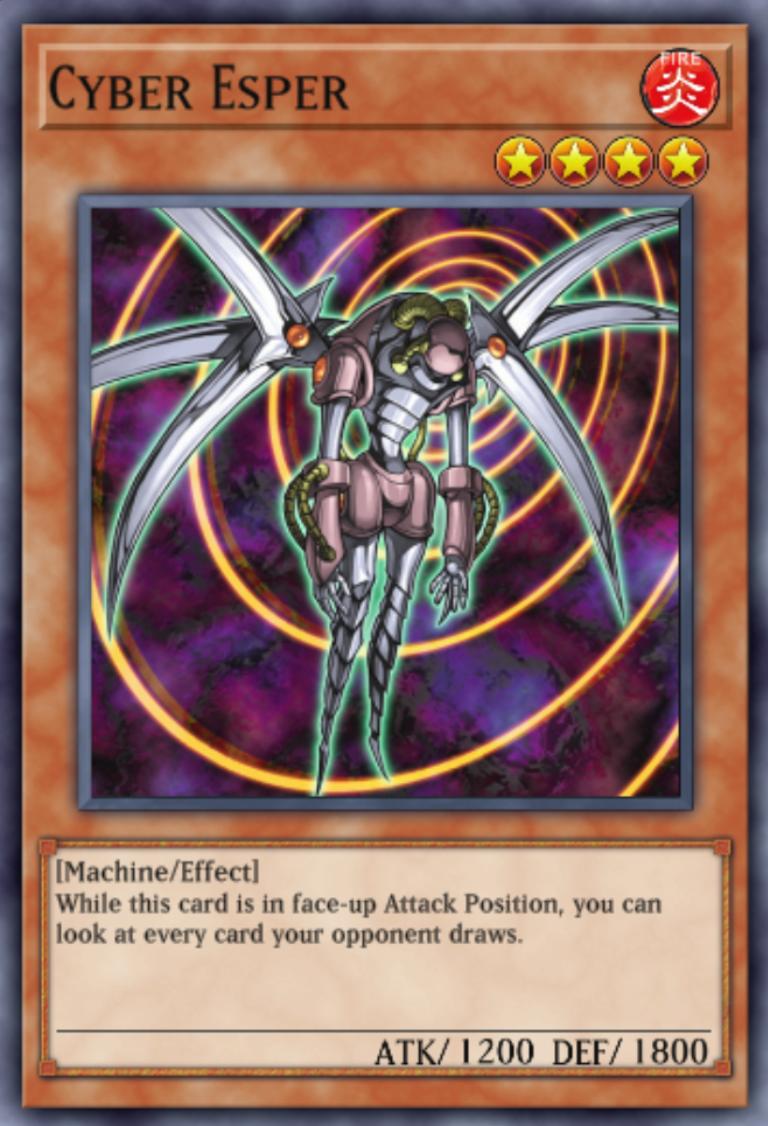 Cyber Esper
FIRE
炎
[Machine/Effect]
While this card is in face-up Attack Position, you can
look at every card your opponent draws.
ATK/ 1200 DEF/ 1800